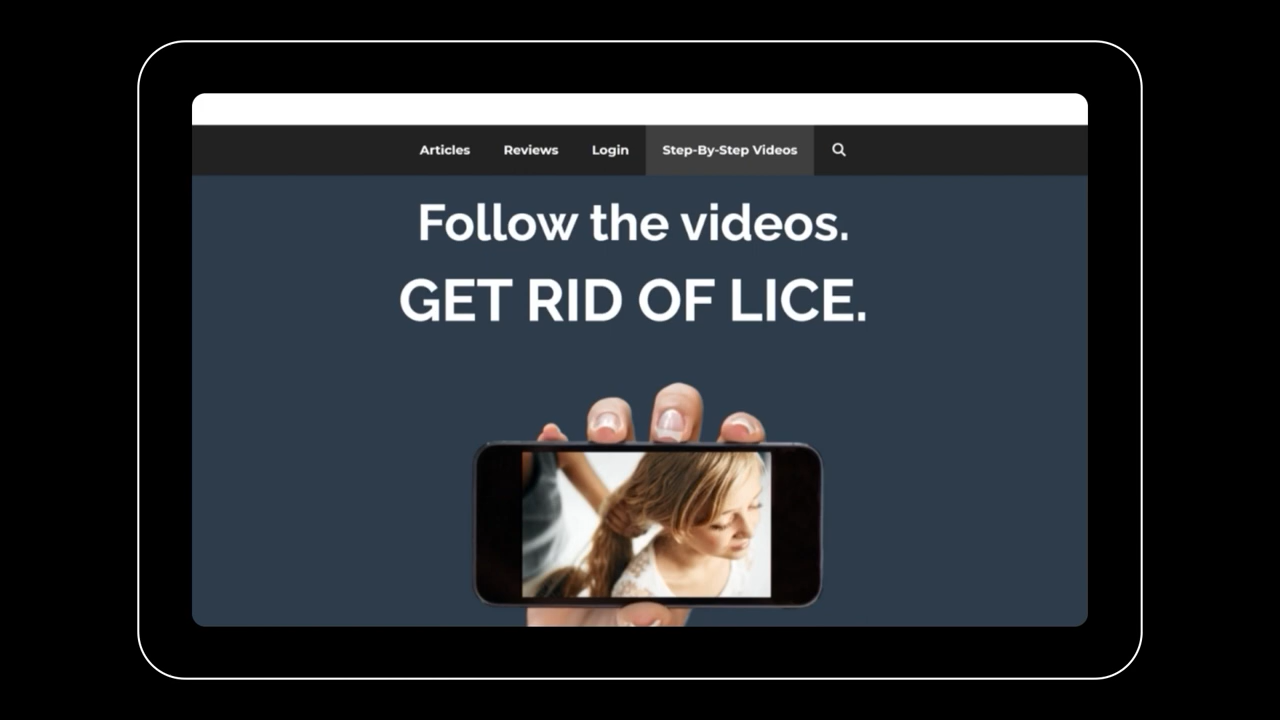 Articles Reviews Login Step-By-Step Videos
Follow the videos.
GET RID OF LICE.